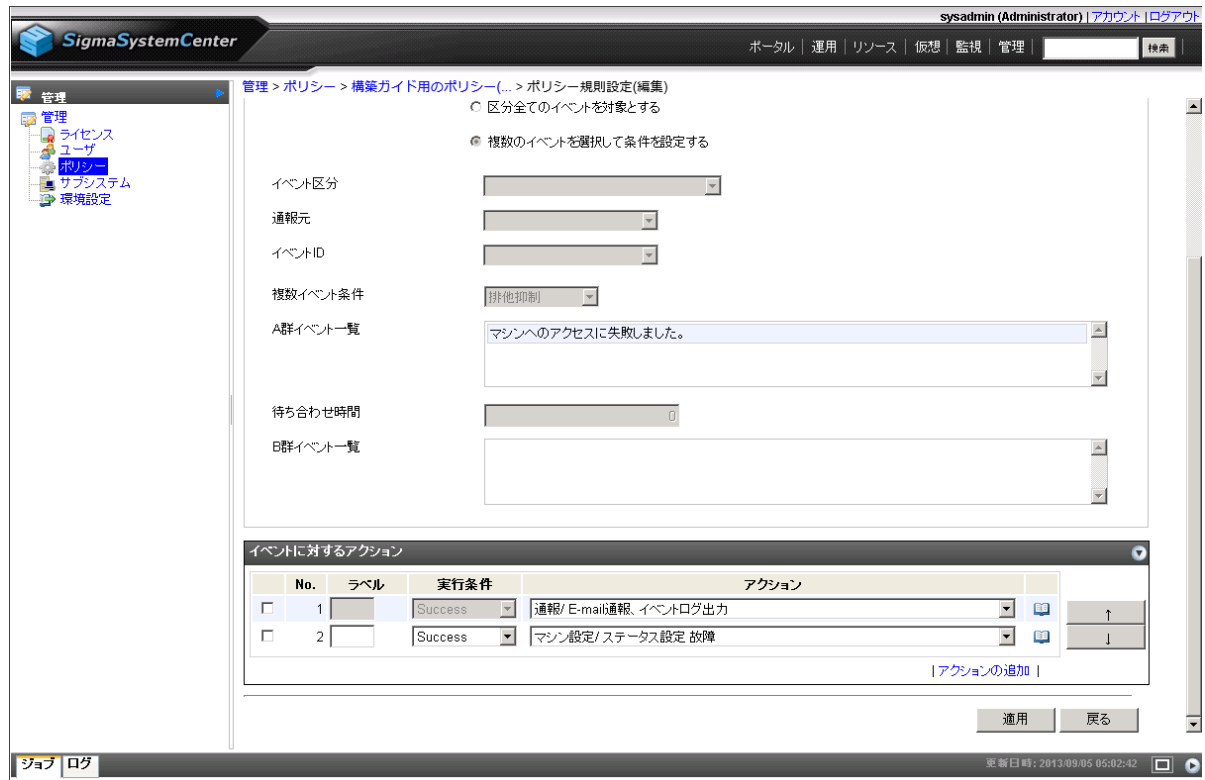 sysadmin (Administrator) | アカウント | ログアウト
SigmaSystemCenter
ポータル | 運用 | リソース | 仮想 | 監視 | 管理 | 検索 |
管理
管理
ライセンス
ユーザ
ポリシー
サブシステム
環境設定
管理 > ポリシー > 構築ガイド用のポリシー(... > ポリシー規則設定(編集)
区分全てのイベントを対象とする
複数のイベントを選択して条件を設定する
イベント区分
通報元
イベントID
複数イベント条件 排他抑制
A群イベント一覧 マシンへのアクセスに失敗しました。
待ち合わせ時間 0
B群イベント一覧
イベントに対するアクション
No. ラベル 実行条件 アクション
1 Success 通報/ E-mail通報、イベントログ出力 ↑
2 Success マシン設定/ ステータス設定 故障 ↓
| アクションの追加 |
適用 戻る
ジョブ ログ 更新日時: 2013/09/05 05:02:42